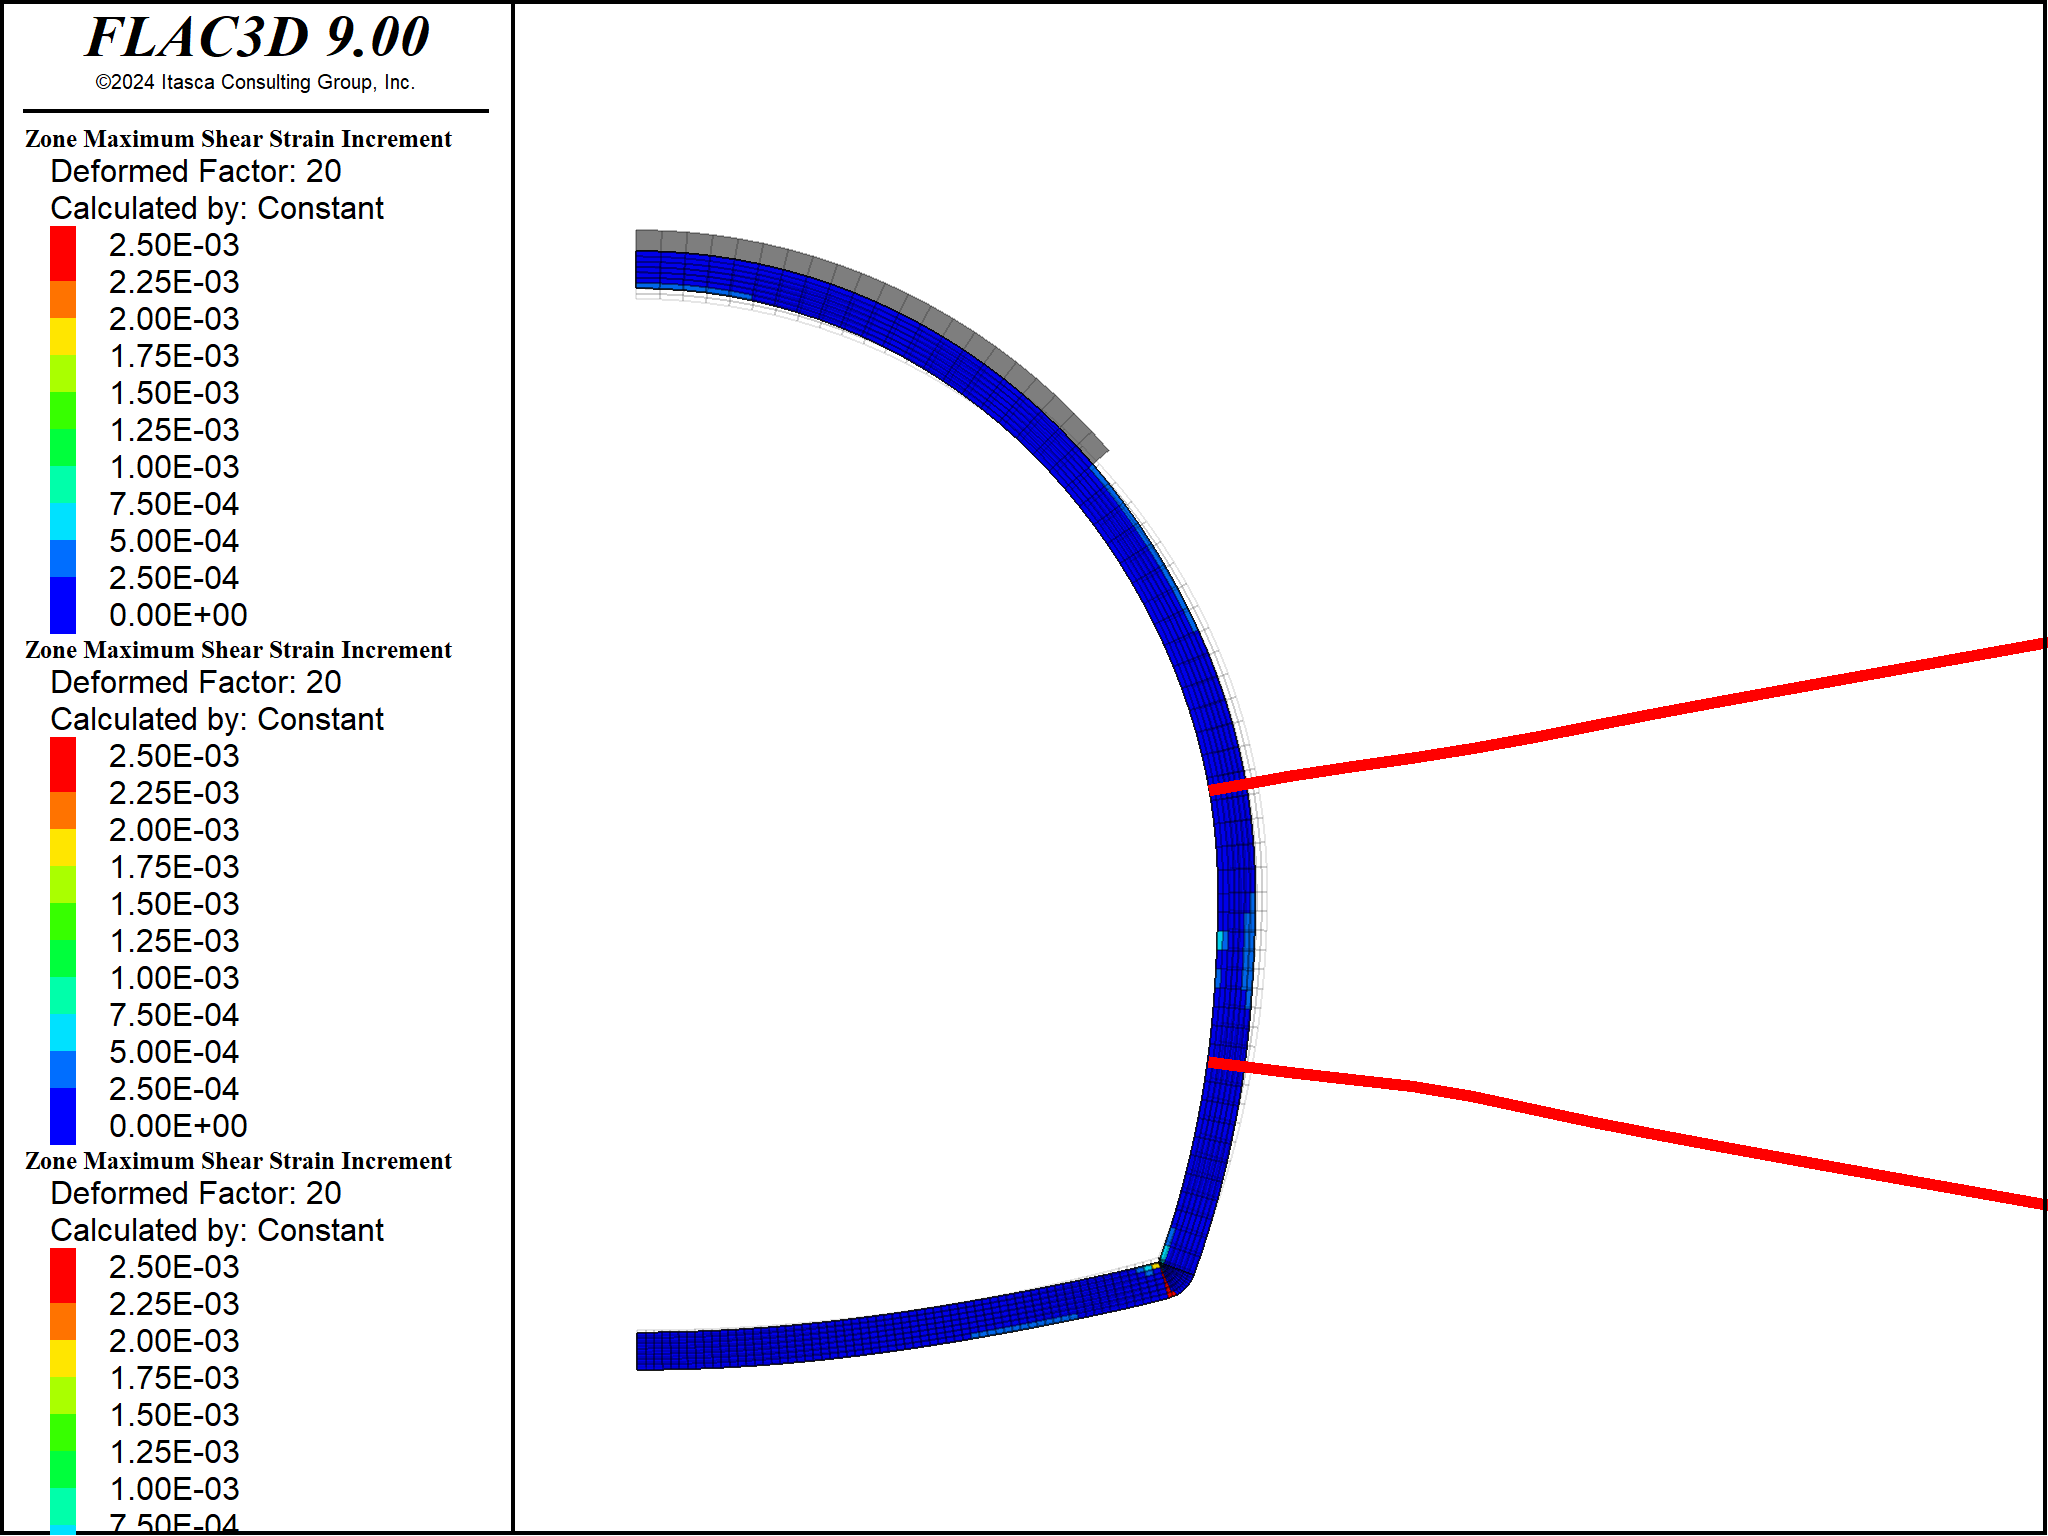 FLAC3D 9.00
©2024 Itasca Consulting Group, Inc.
Zone Maximum Shear Strain Increment
Deformed Factor: 20
Calculated by: Constant
2.50E-03
2.25E-03
2.00E-03
1.75E-03
1.50E-03
1.25E-03
1.00E-03
7.50E-04
5.00E-04
2.50E-04
0.00E+00
Zone Maximum Shear Strain Increment
Deformed Factor: 20
Calculated by: Constant
2.50E-03
2.25E-03
2.00E-03
1.75E-03
1.50E-03
1.25E-03
1.00E-03
7.50E-04
5.00E-04
2.50E-04
0.00E+00
Zone Maximum Shear Strain Increment
Deformed Factor: 20
Calculated by: Constant
2.50E-03
2.25E-03
2.00E-03
1.75E-03
1.50E-03
1.25E-03
1.00E-03
7.50E-04